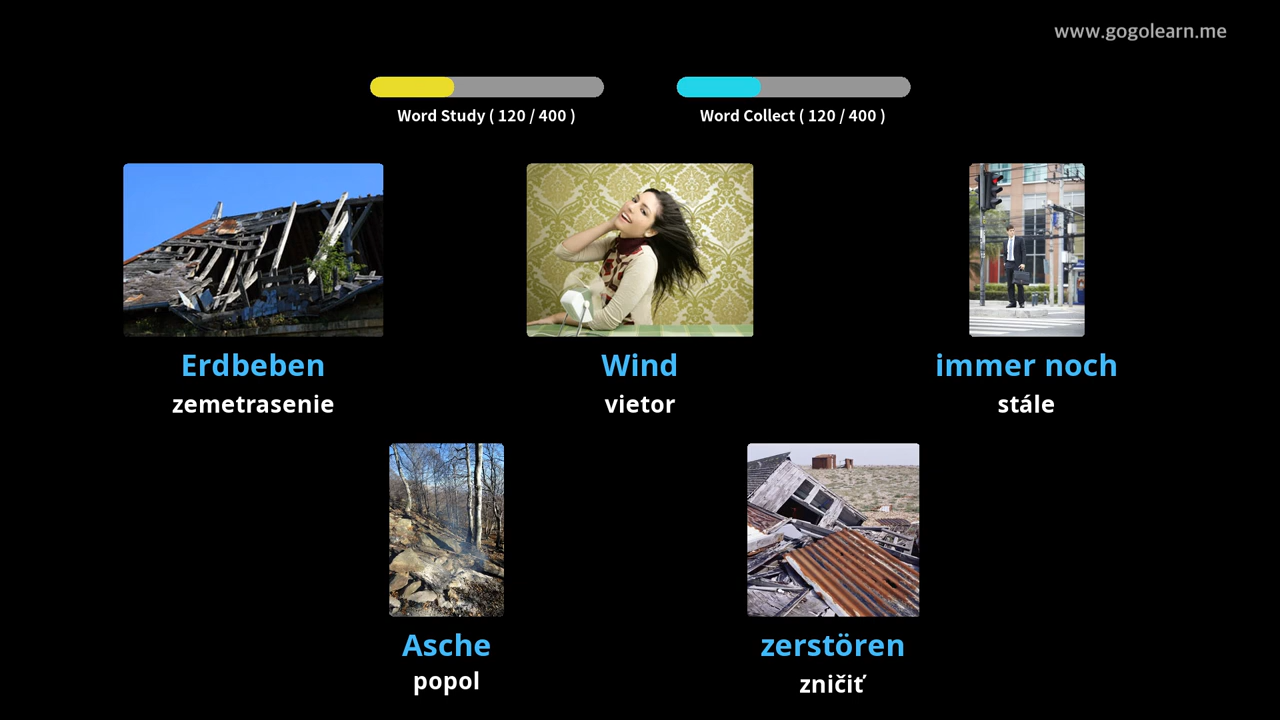 www.gogolearn.me
Word Study ( 120 / 400 )
Word Collect ( 120 / 400 )
Erdbeben
zemetrasenie
Wind
vietor
immer noch
stále
Asche
popol
zerstören
zničiť